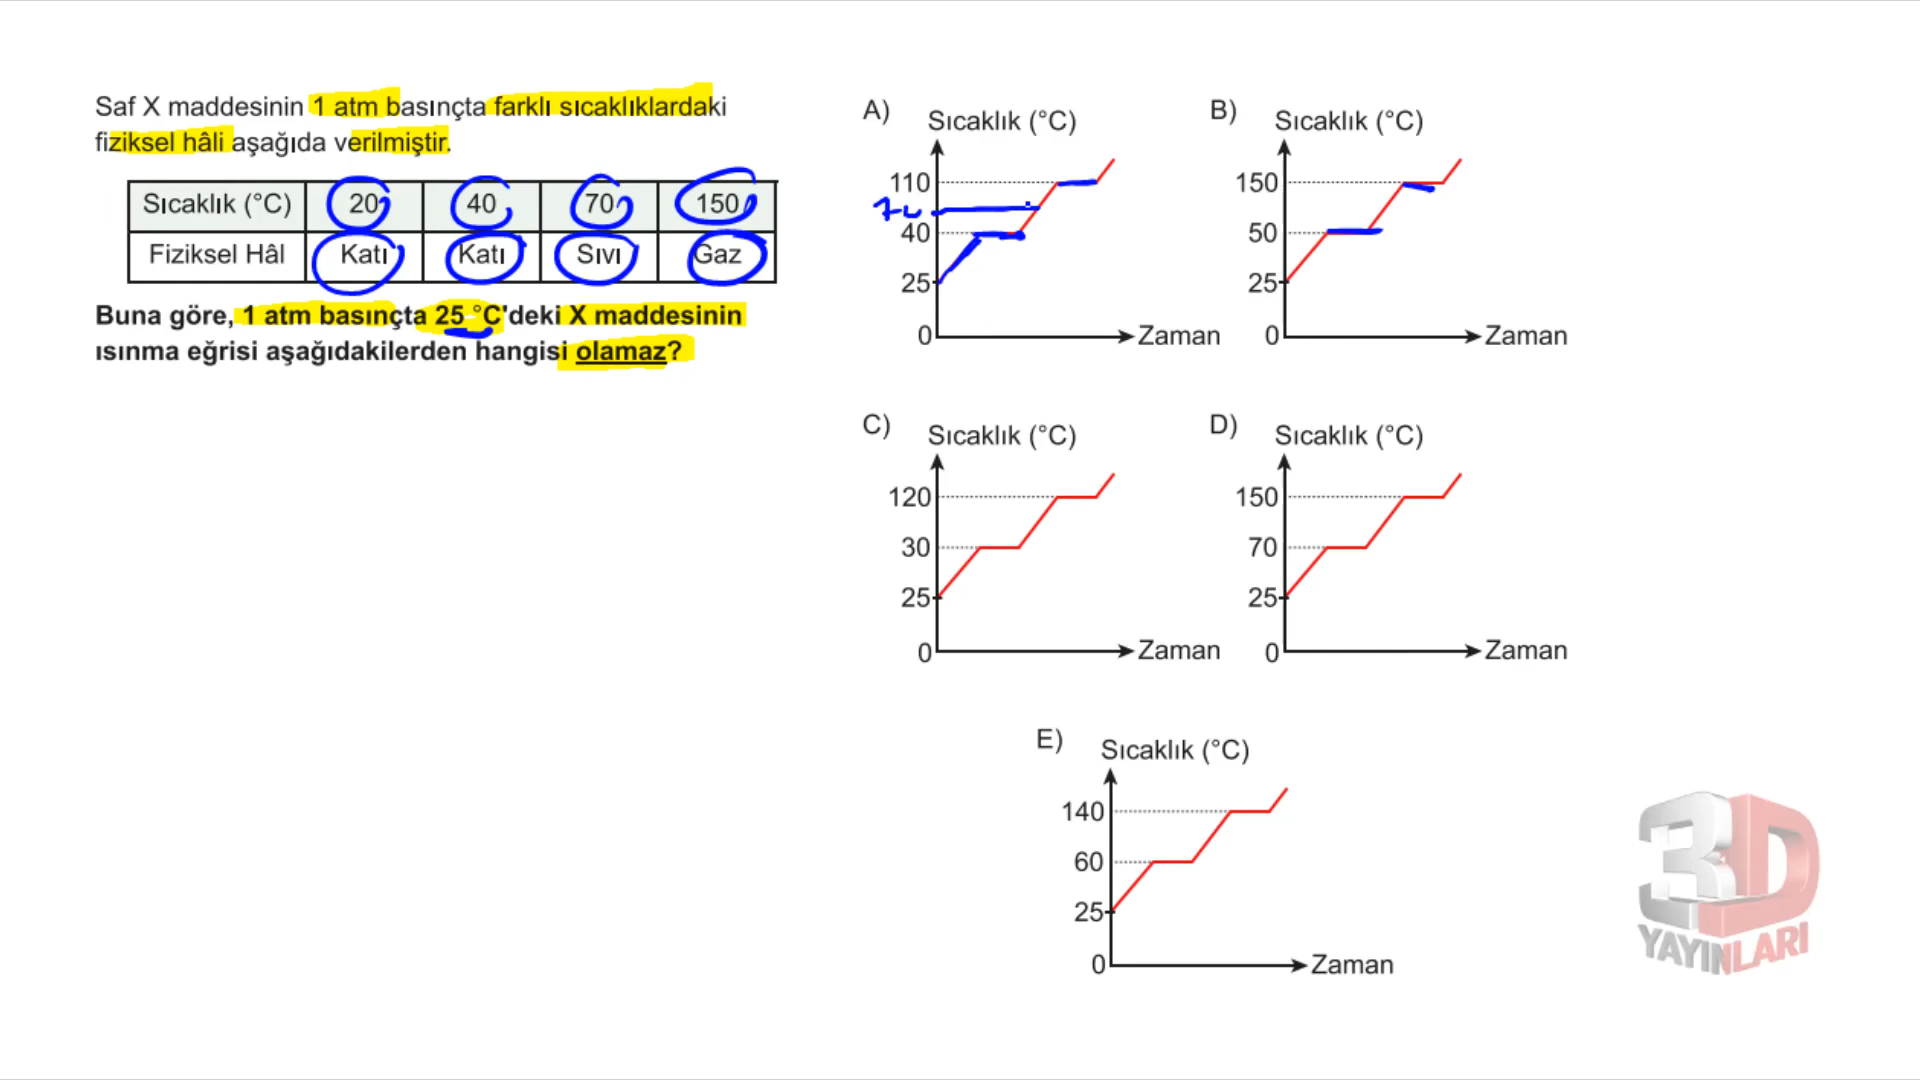 Saf X maddesinin 1 atm basınçta farklı sıcaklıklardaki
fiziksel hâli aşağıda verilmiştir.
Sıcaklık (°C) 20 40 70 150
Fiziksel Hâl Katı Katı Sıvı Gaz
Buna göre, 1 atm basınçta 25 °C'deki X maddesinin
ısınma eğrisi aşağıdakilerden hangisi olamaz?
A)
Sıcaklık (°C)
110
70
40
25
0
Zaman
B)
Sıcaklık (°C)
150
50
25
0
Zaman
C)
Sıcaklık (°C)
120
30
25
0
Zaman
D)
Sıcaklık (°C)
150
70
25
0
Zaman
E)
Sıcaklık (°C)
140
60
25
0
Zaman
3D
YAYINLARI